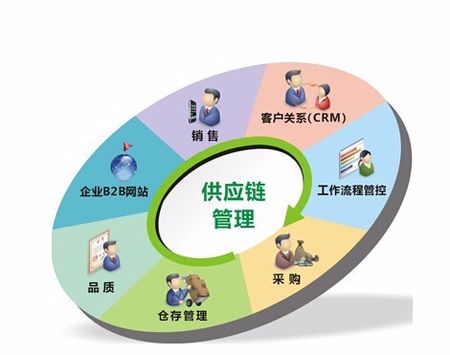 销售
客户关系(CRM)
企业B2B网站
供应链
管理
工作流程管控
品质
采购
仓存管理